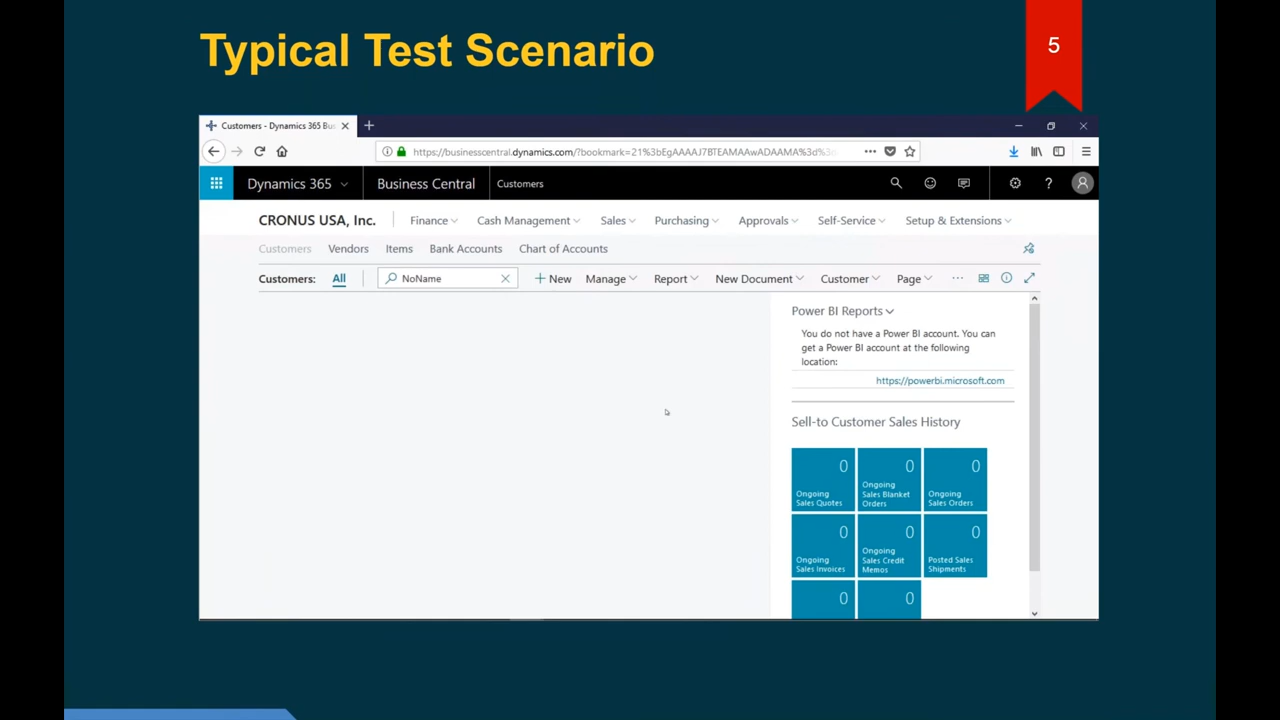 Typical Test Scenario
5
Customers - Dynamics 365 Bus
https://businesscentral.dynamics.com/?bookmark=21%3bEgAAAAJ7BTEAMAAwADAAMA%3d%3
Dynamics 365
Business Central
Customers
?
CRONUS USA, Inc.
Finance
Cash Management
Sales
Purchasing
Approvals
Self-Service
Setup & Extensions
Customers
Vendors
Items
Bank Accounts
Chart of Accounts
Customers:
All
NoName
New
Manage
Report
New Document
Customer
Page
Power BI Reports
You do not have a Power BI account. You can
get a Power BI account at the following
location:
https://powerbi.microsoft.com
Sell-to Customer Sales History
0
Ongoing
Sales Quotes
0
Ongoing
Sales Blanket
Orders
0
Ongoing
Sales Orders
0
Ongoing
Sales Invoices
0
Ongoing
Sales Credit
Memos
0
Posted Sales
Shipments
0
0